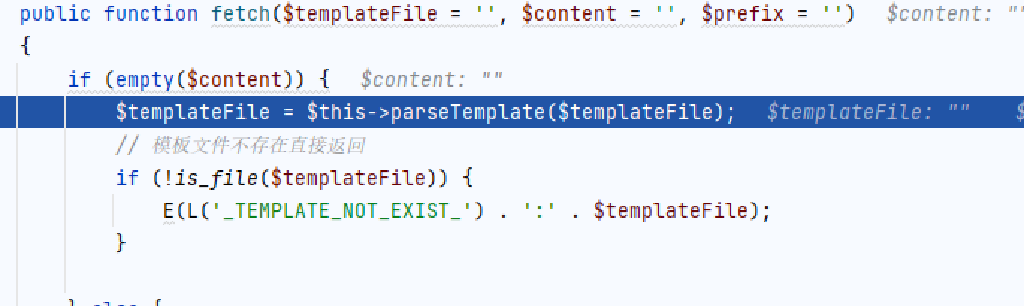 public function fetch($templateFile = '', $content = '', $prefix = '') $content: ""
{
if (empty($content)) { $content: ""
$templateFile = $this->parseTemplate($templateFile); $templateFile: "" $
// 模板文件不存在直接返回
if (!is_file($templateFile)) {
E(L('_TEMPLATE_NOT_EXIST_') . ':' . $templateFile);
}
} else {